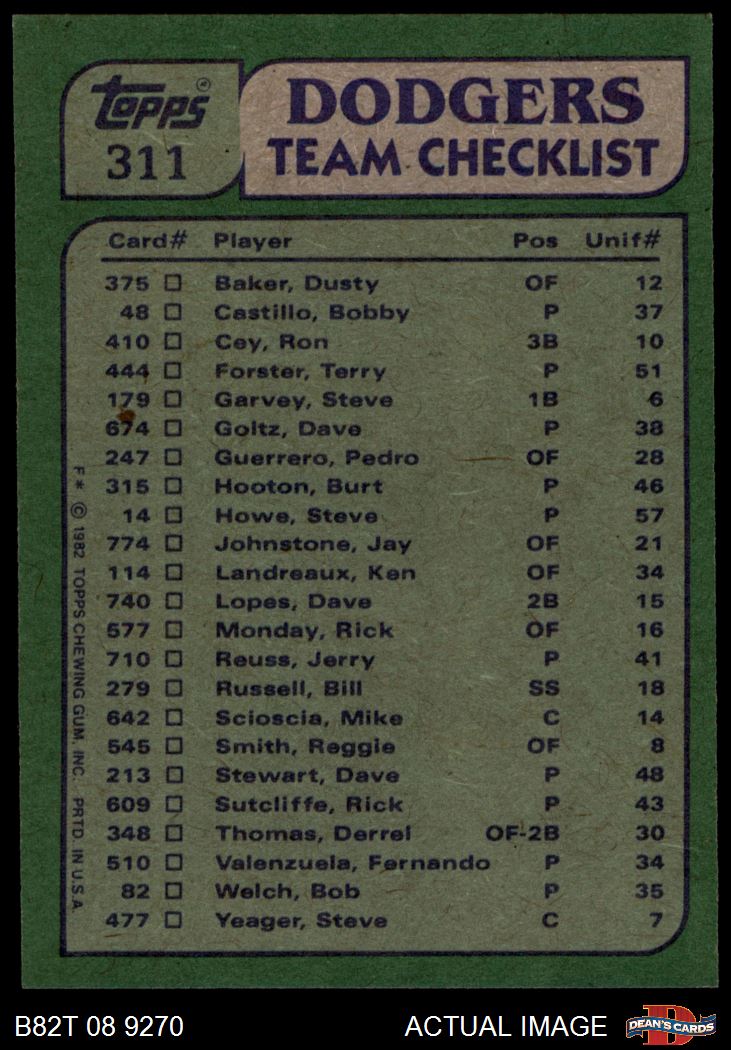 Topps
311
DODGERS
TEAM CHECKLIST
Card# Player Pos Unif#
375 Baker, Dusty OF 12
48 Castillo, Bobby P 37
410 Cey, Ron 3B 10
444 Forster, Terry P 51
179 Garvey, Steve 1B 6
674 Goltz, Dave P 38
247 Guerrero, Pedro OF 28
315 Hooton, Burt P 46
14 Howe, Steve P 57
774 Johnstone, Jay OF 21
114 Landreaux, Ken OF 34
740 Lopes, Dave 2B 15
577 Monday, Rick OF 16
710 Reuss, Jerry P 41
279 Russell, Bill SS 18
642 Scioscia, Mike C 14
545 Smith, Reggie OF 8
213 Stewart, Dave P 48
609 Sutcliffe, Rick P 43
348 Thomas, Derrel OF-2B 30
510 Valenzuela, Fernando P 34
82 Welch, Bob P 35
477 Yeager, Steve C 7
F* © 1982 TOPPS CHEWING GUM, INC. PRTD. IN U.S.A.
B82T 08 9270 ACTUAL IMAGE
DEAN'S CARDS